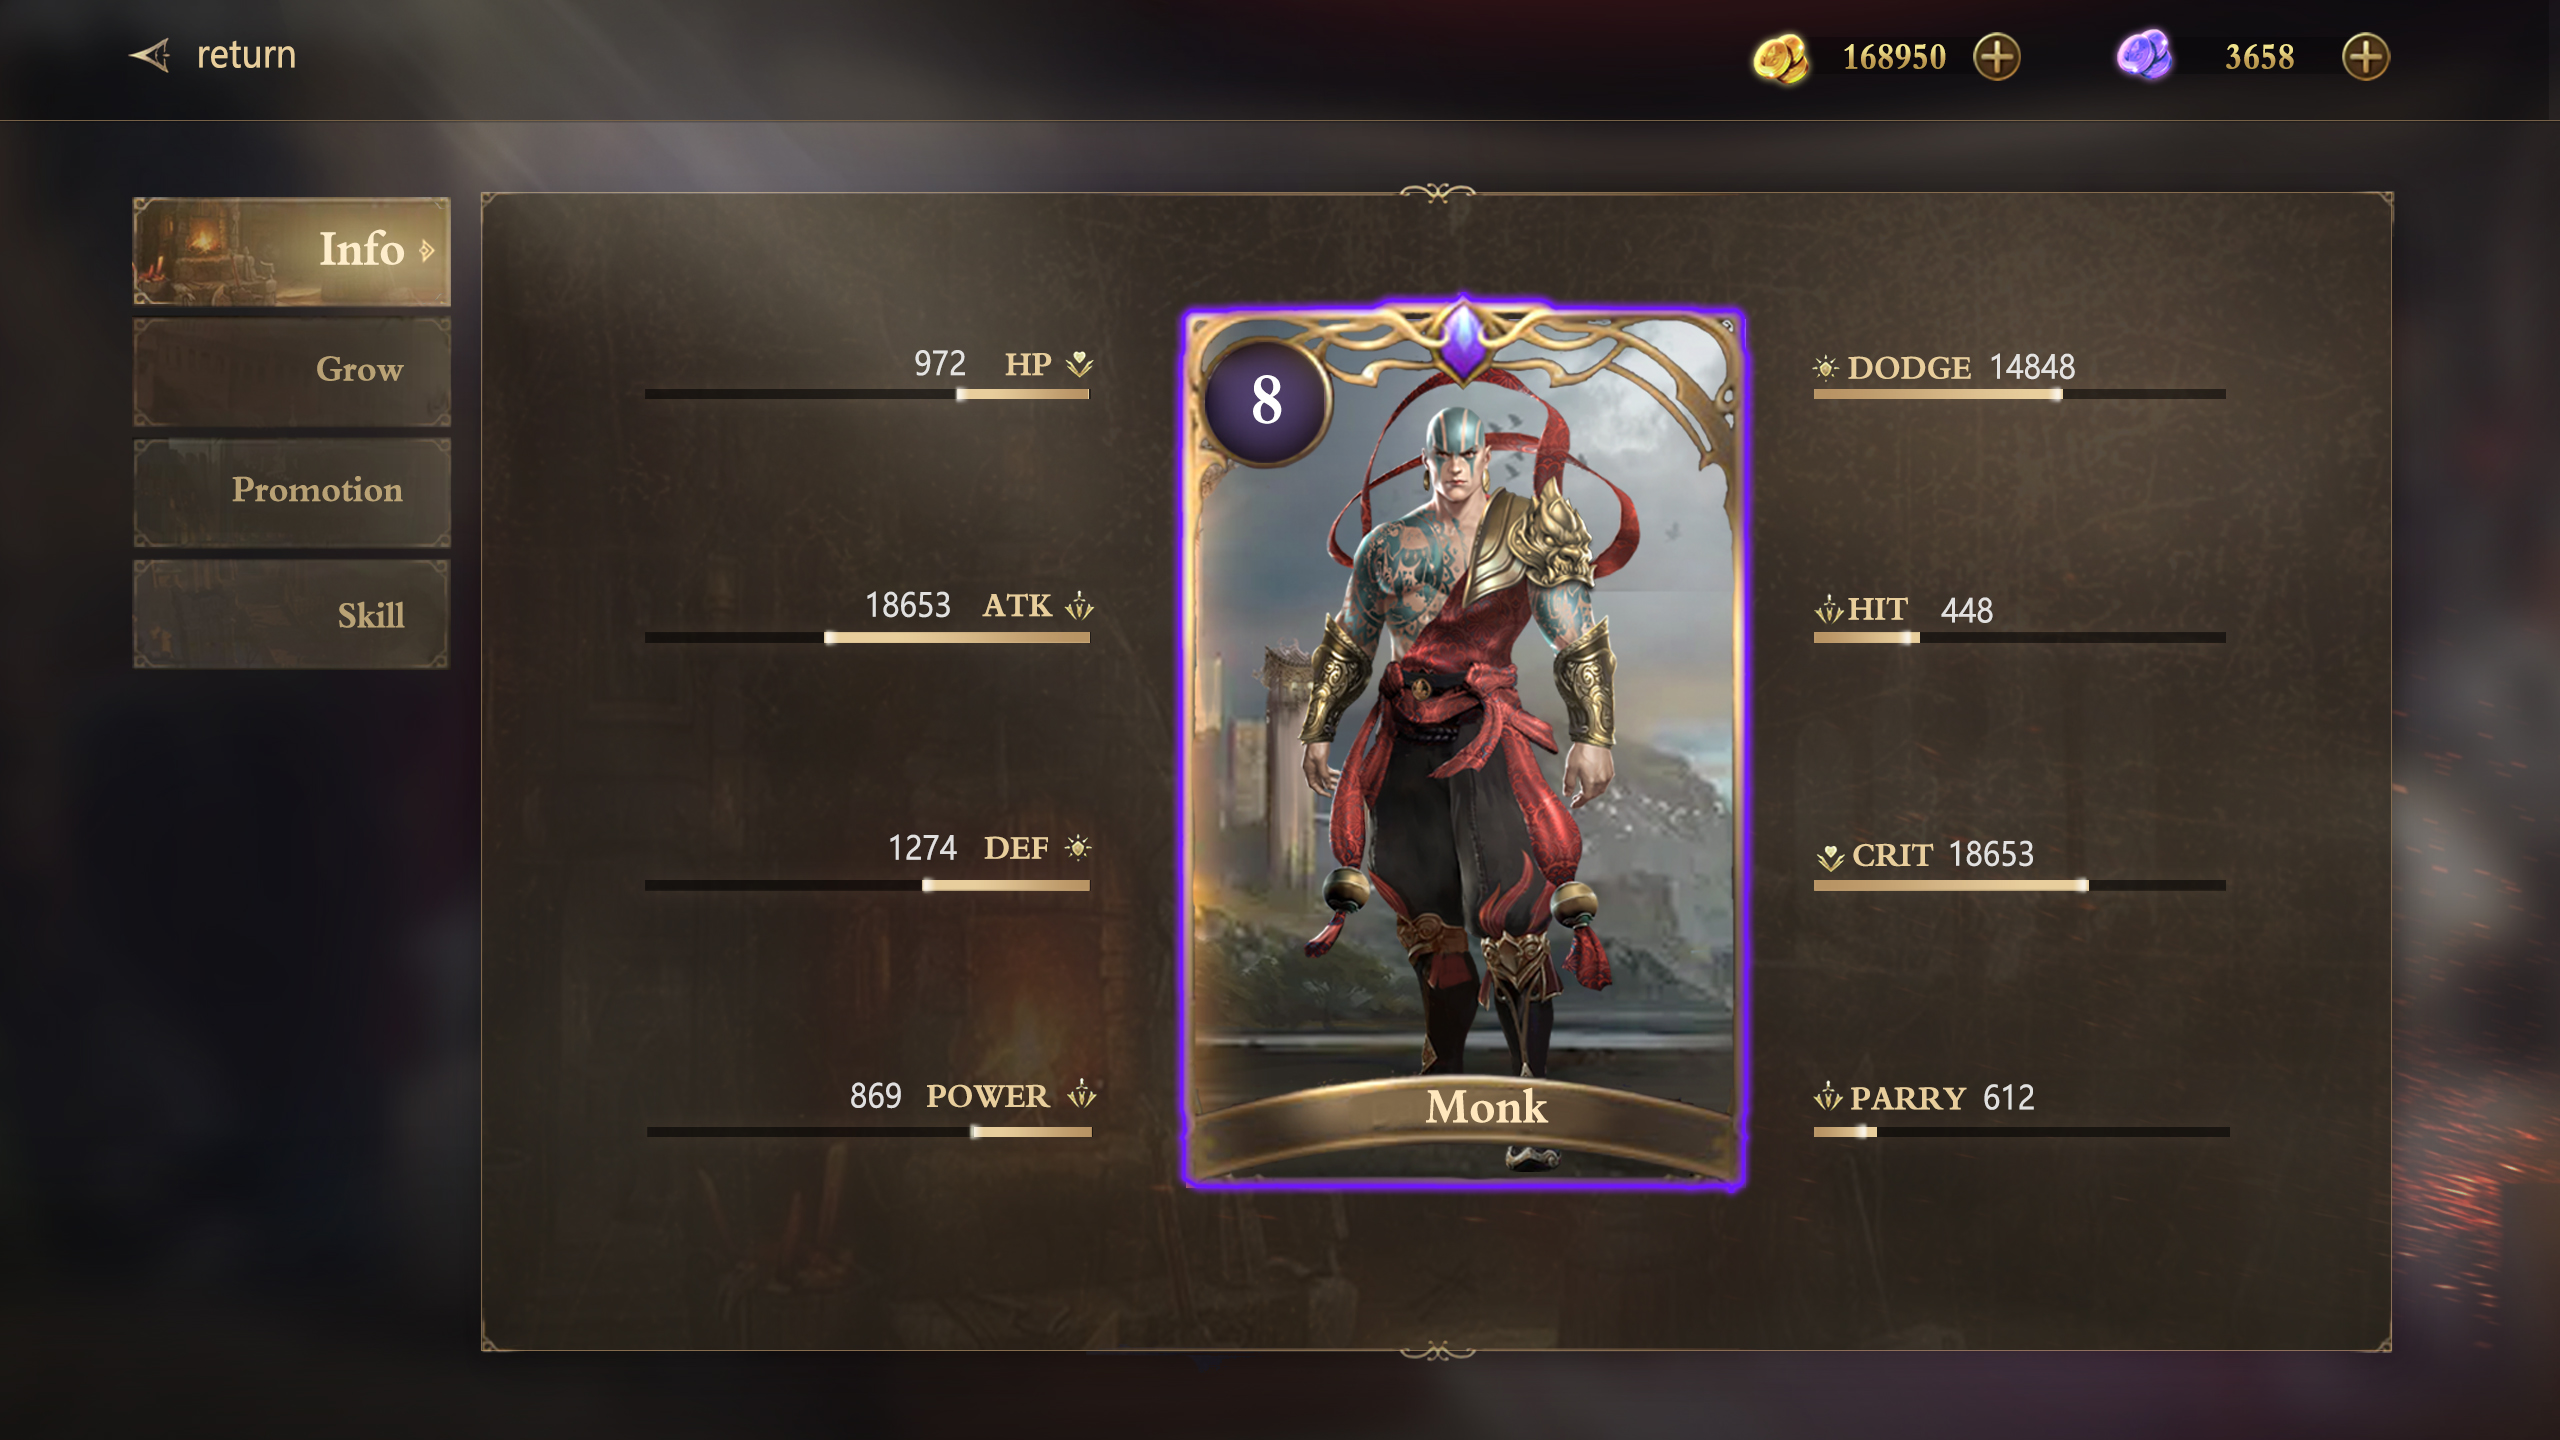 return
168950
3658
Info
Grow
Promotion
Skill
972 HP
18653 ATK
1274 DEF
869 POWER
8
Monk
DODGE 14848
HIT 448
CRIT 18653
PARRY 612